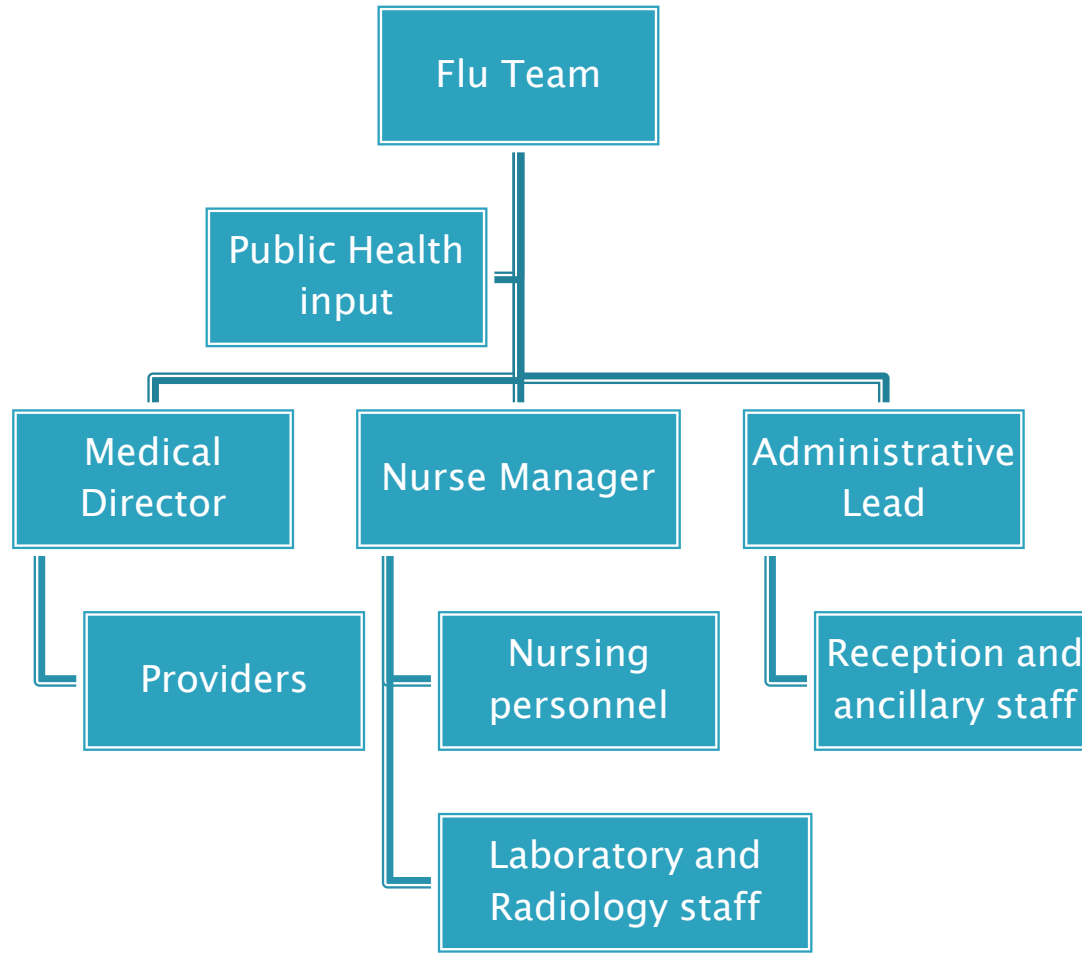 Flu Team
Public Health
input
Medical
Director
Nurse Manager
Administrative
Lead
Providers
Nursing
personnel
Reception and
ancillary staff
Laboratory and
Radiology staff